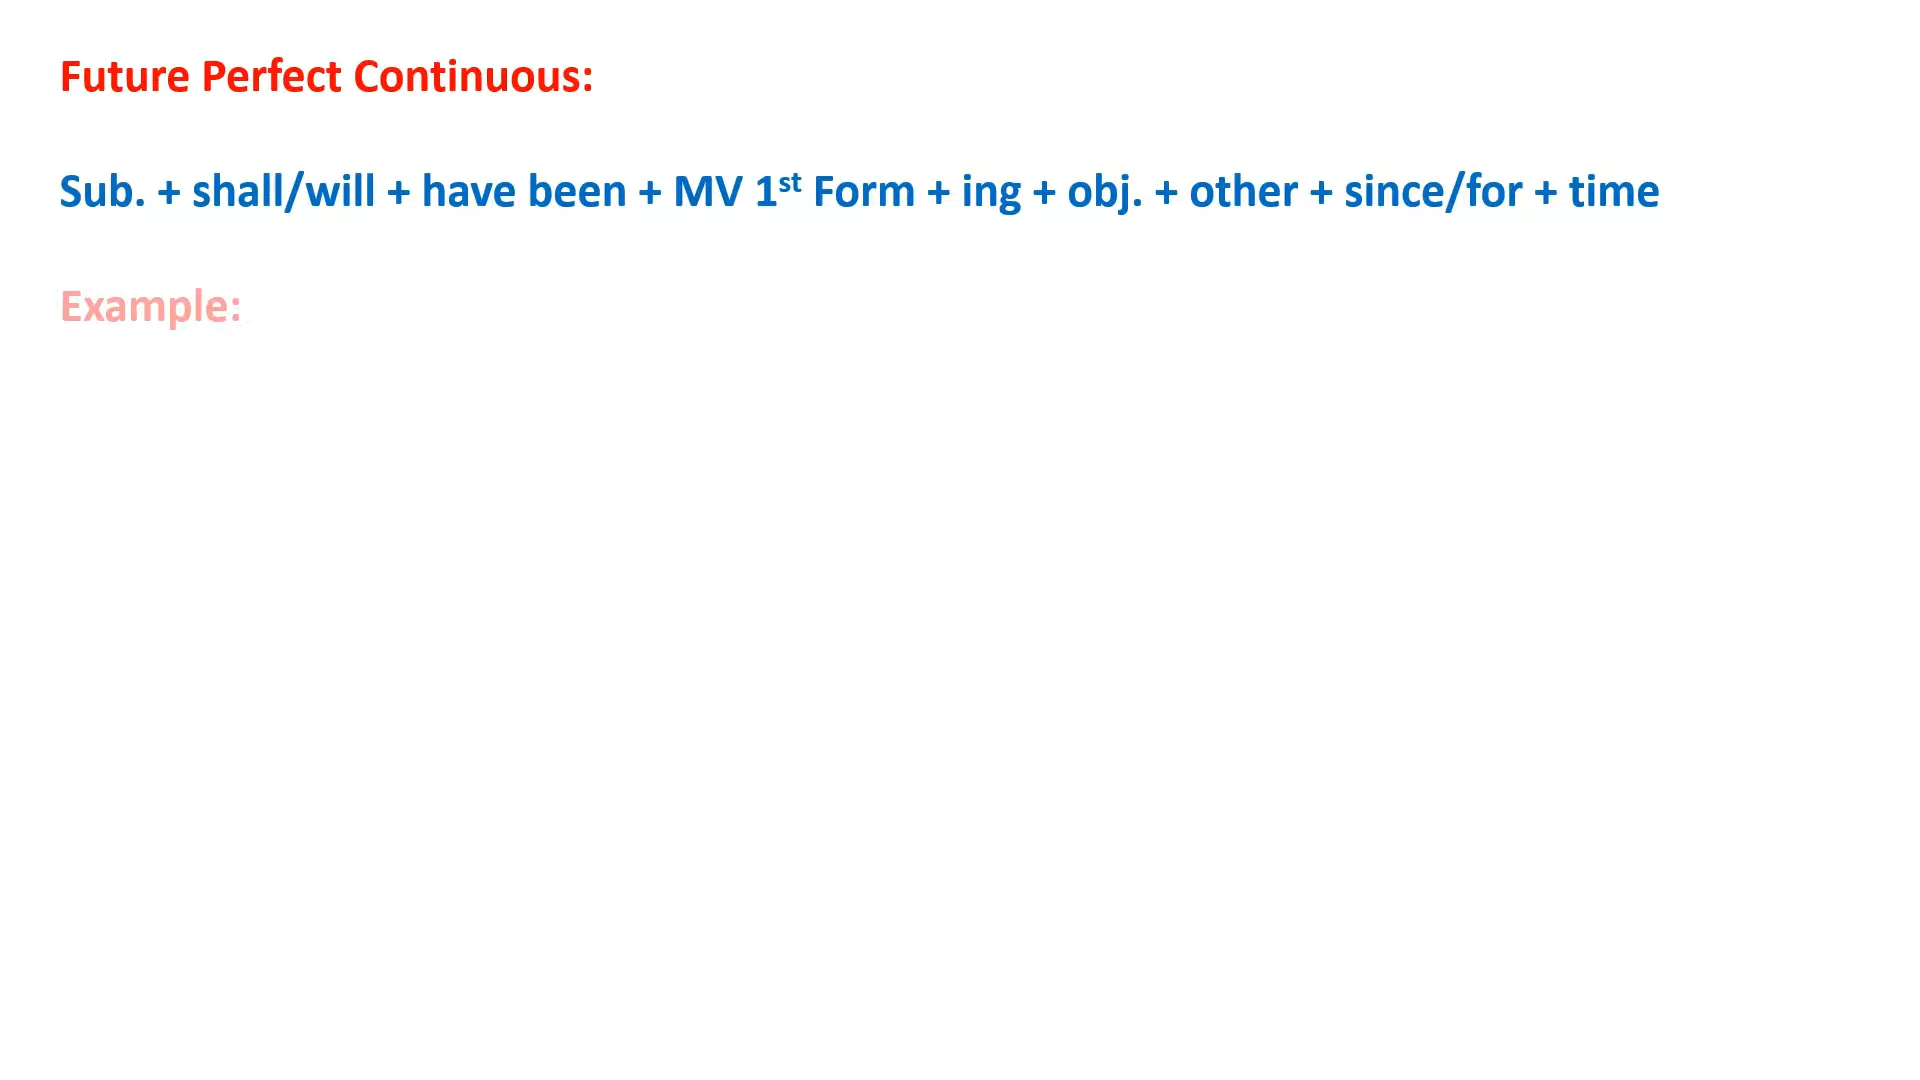 Future Perfect Continuous:
Sub. + shall/will + have been + MV 1st Form + ing + obj. + other + since/for + time
Example: